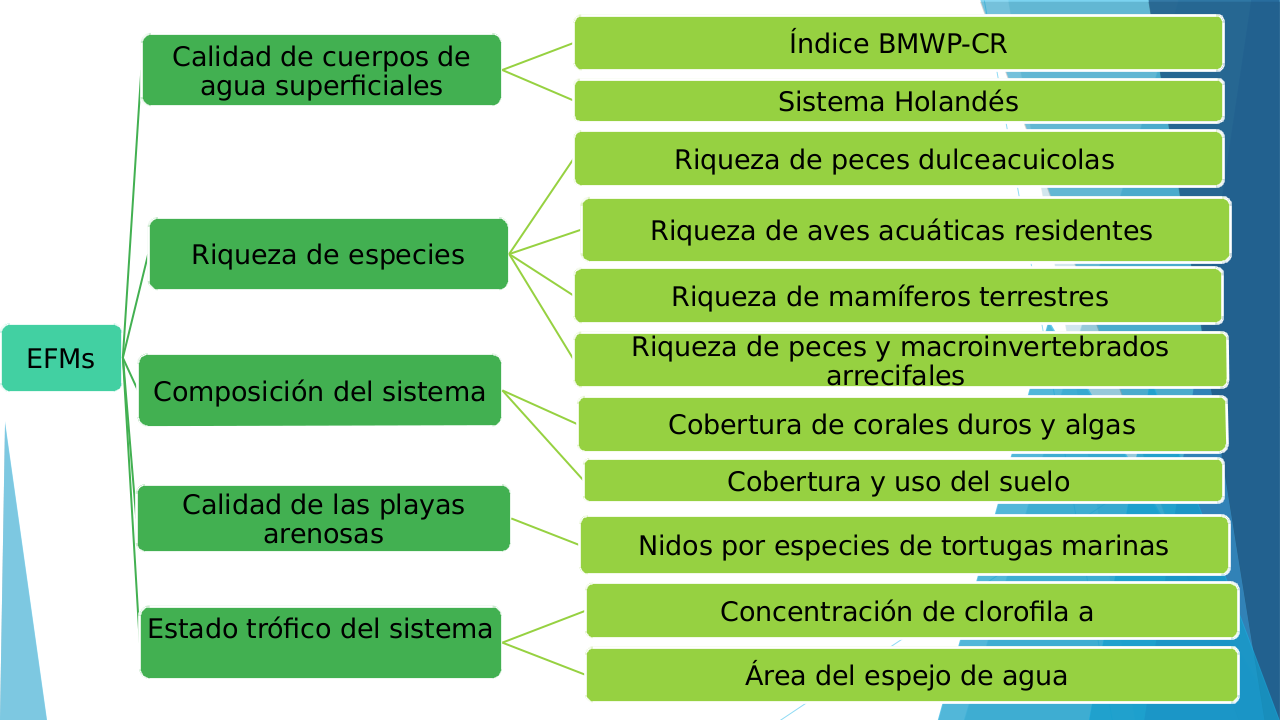 EFMs
Calidad de cuerpos de
agua superficiales
Índice BMWP-CR
Sistema Holandés
Riqueza de especies
Riqueza de peces dulceacuicolas
Riqueza de aves acuáticas residentes
Riqueza de mamíferos terrestres
Riqueza de peces y macroinvertebrados
arrecifales
Composición del sistema
Cobertura de corales duros y algas
Cobertura y uso del suelo
Calidad de las playas
arenosas
Nidos por especies de tortugas marinas
Estado trófico del sistema
Concentración de clorofila a
Área del espejo de agua